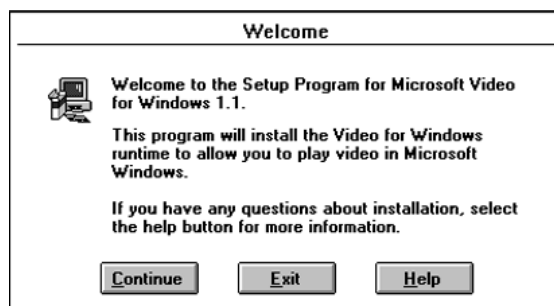 Welcome
Welcome to the Setup Program for Microsoft Video
for Windows 1.1.
This program will install the Video for Windows
runtime to allow you to play video in Microsoft
Windows.
If you have any questions about installation, select
the help button for more information.
Continue Exit Help